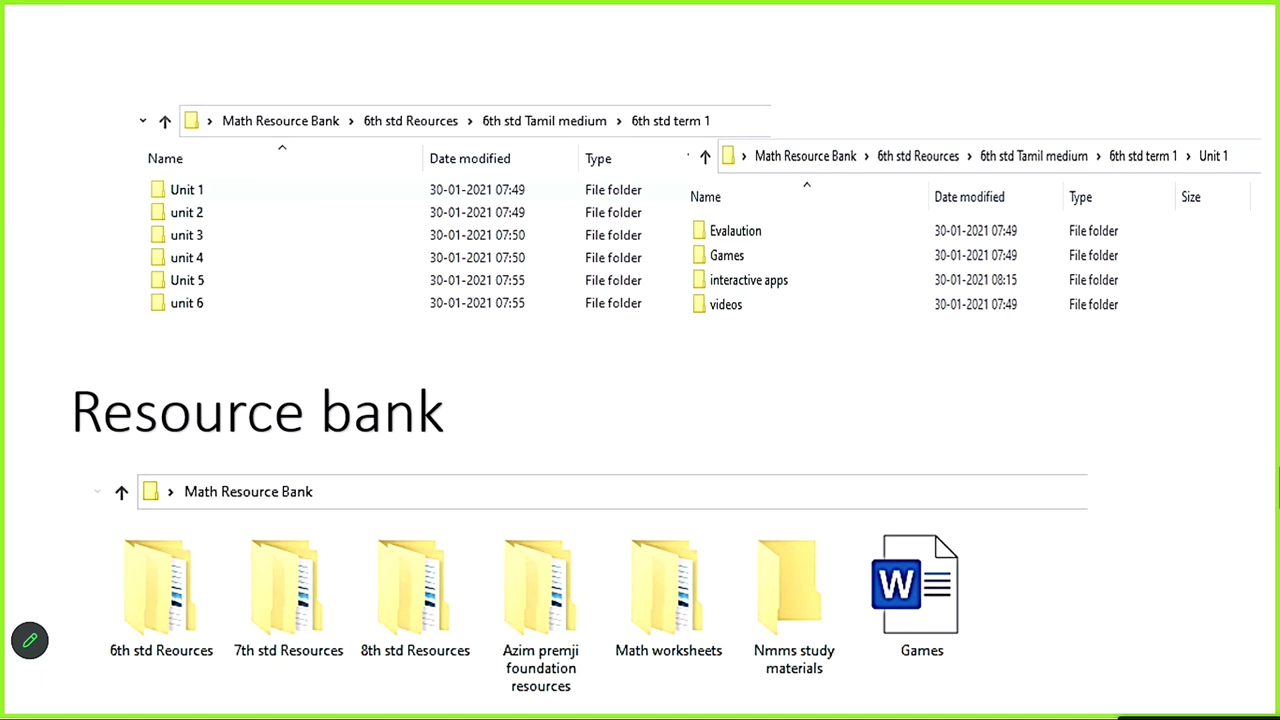 Math Resource Bank > 6th std Reources > 6th std Tamil medium > 6th std term 1
Name Date modified Type
Unit 1 30-01-2021 07:49 File folder
unit 2 30-01-2021 07:49 File folder
unit 3 30-01-2021 07:50 File folder
unit 4 30-01-2021 07:50 File folder
Unit 5 30-01-2021 07:55 File folder
unit 6 30-01-2021 07:55 File folder
Math Resource Bank > 6th std Reources > 6th std Tamil medium > 6th std term 1 > Unit 1
Name Date modified Type Size
Evalaution 30-01-2021 07:49 File folder
Games 30-01-2021 07:49 File folder
interactive apps 30-01-2021 08:15 File folder
videos 30-01-2021 07:49 File folder
Resource bank
Math Resource Bank
6th std Reources
7th std Resources
8th std Resources
Azim premji
foundation
resources
Math worksheets
Nmms study
materials
W
Games